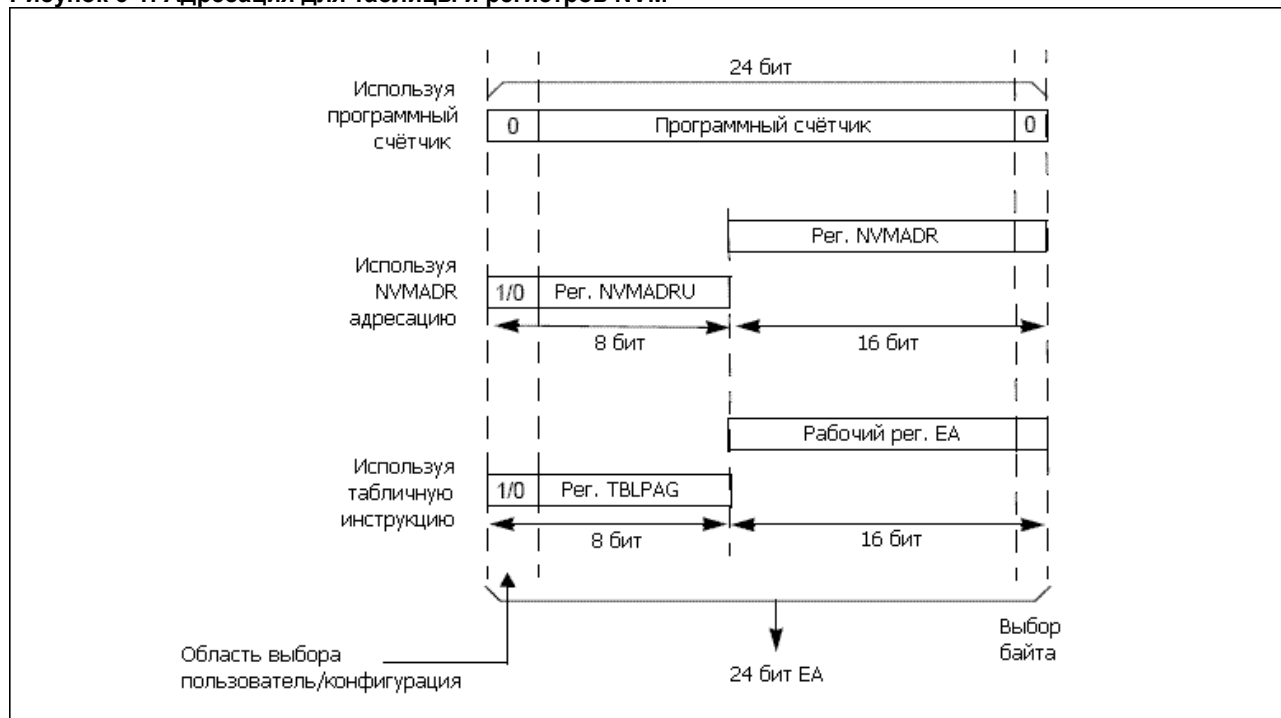 24 бит
Используя
программный
счётчик
0
Программный счётчик
0
Рег. NVMADR
Используя
NVMADR
адресацию
1/0
Рег. NVMADRU
8 бит
16 бит
Рабочий рег. EA
Используя
табличную
инструкцию
1/0
Рег. TBLPAG
8 бит
16 бит
Область выбора
пользователь/конфигурация
24 бит EA
Выбор
байта